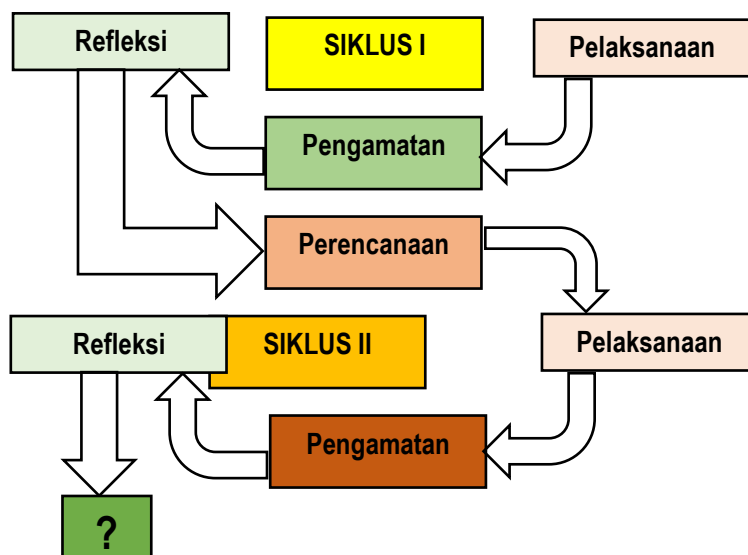 Refleksi
SIKLUS I
Pelaksanaan
Pengamatan
Perencanaan
Refleksi
SIKLUS II
Pelaksanaan
Pengamatan
?